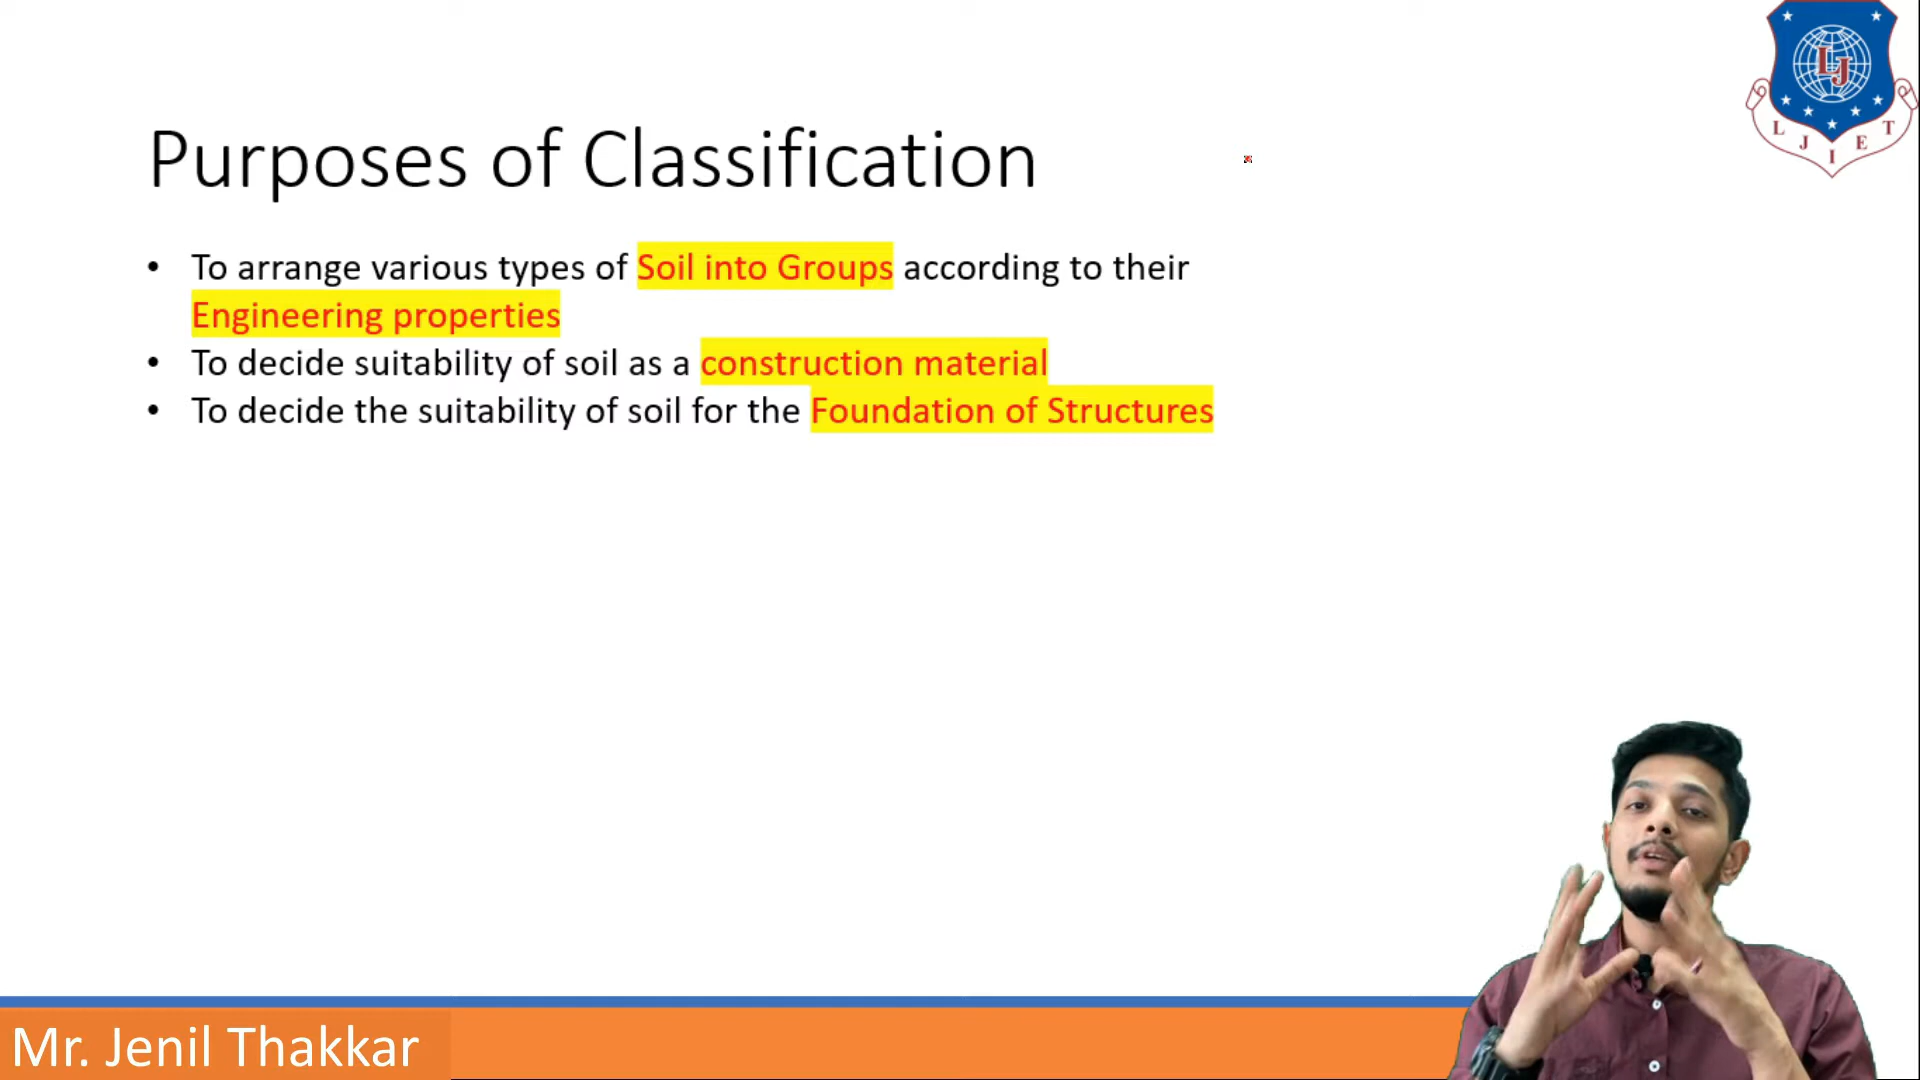 Purposes of Classification
• To arrange various types of Soil into Groups according to their
Engineering properties
• To decide suitability of soil as a construction material
• To decide the suitability of soil for the Foundation of Structures
LJ
L J I E T
Mr. Jenil Thakkar